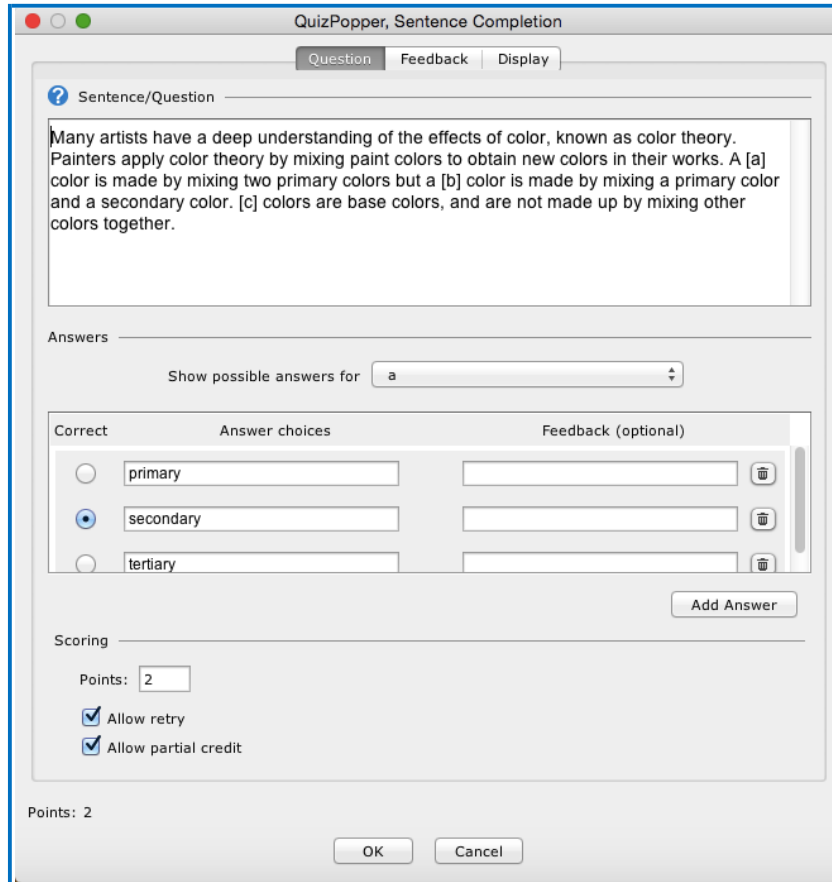 QuizPopper, Sentence Completion
Question Feedback Display
? Sentence/Question
Many artists have a deep understanding of the effects of color, known as color theory.
Painters apply color theory by mixing paint colors to obtain new colors in their works. A [a]
color is made by mixing two primary colors but a [b] color is made by mixing a primary color
and a secondary color. [c] colors are base colors, and are not made up by mixing other
colors together.
Answers
Show possible answers for a
Correct Answer choices Feedback (optional)
primary
secondary
tertiary
Add Answer
Scoring
Points: 2
Allow retry
Allow partial credit
Points: 2
OK Cancel